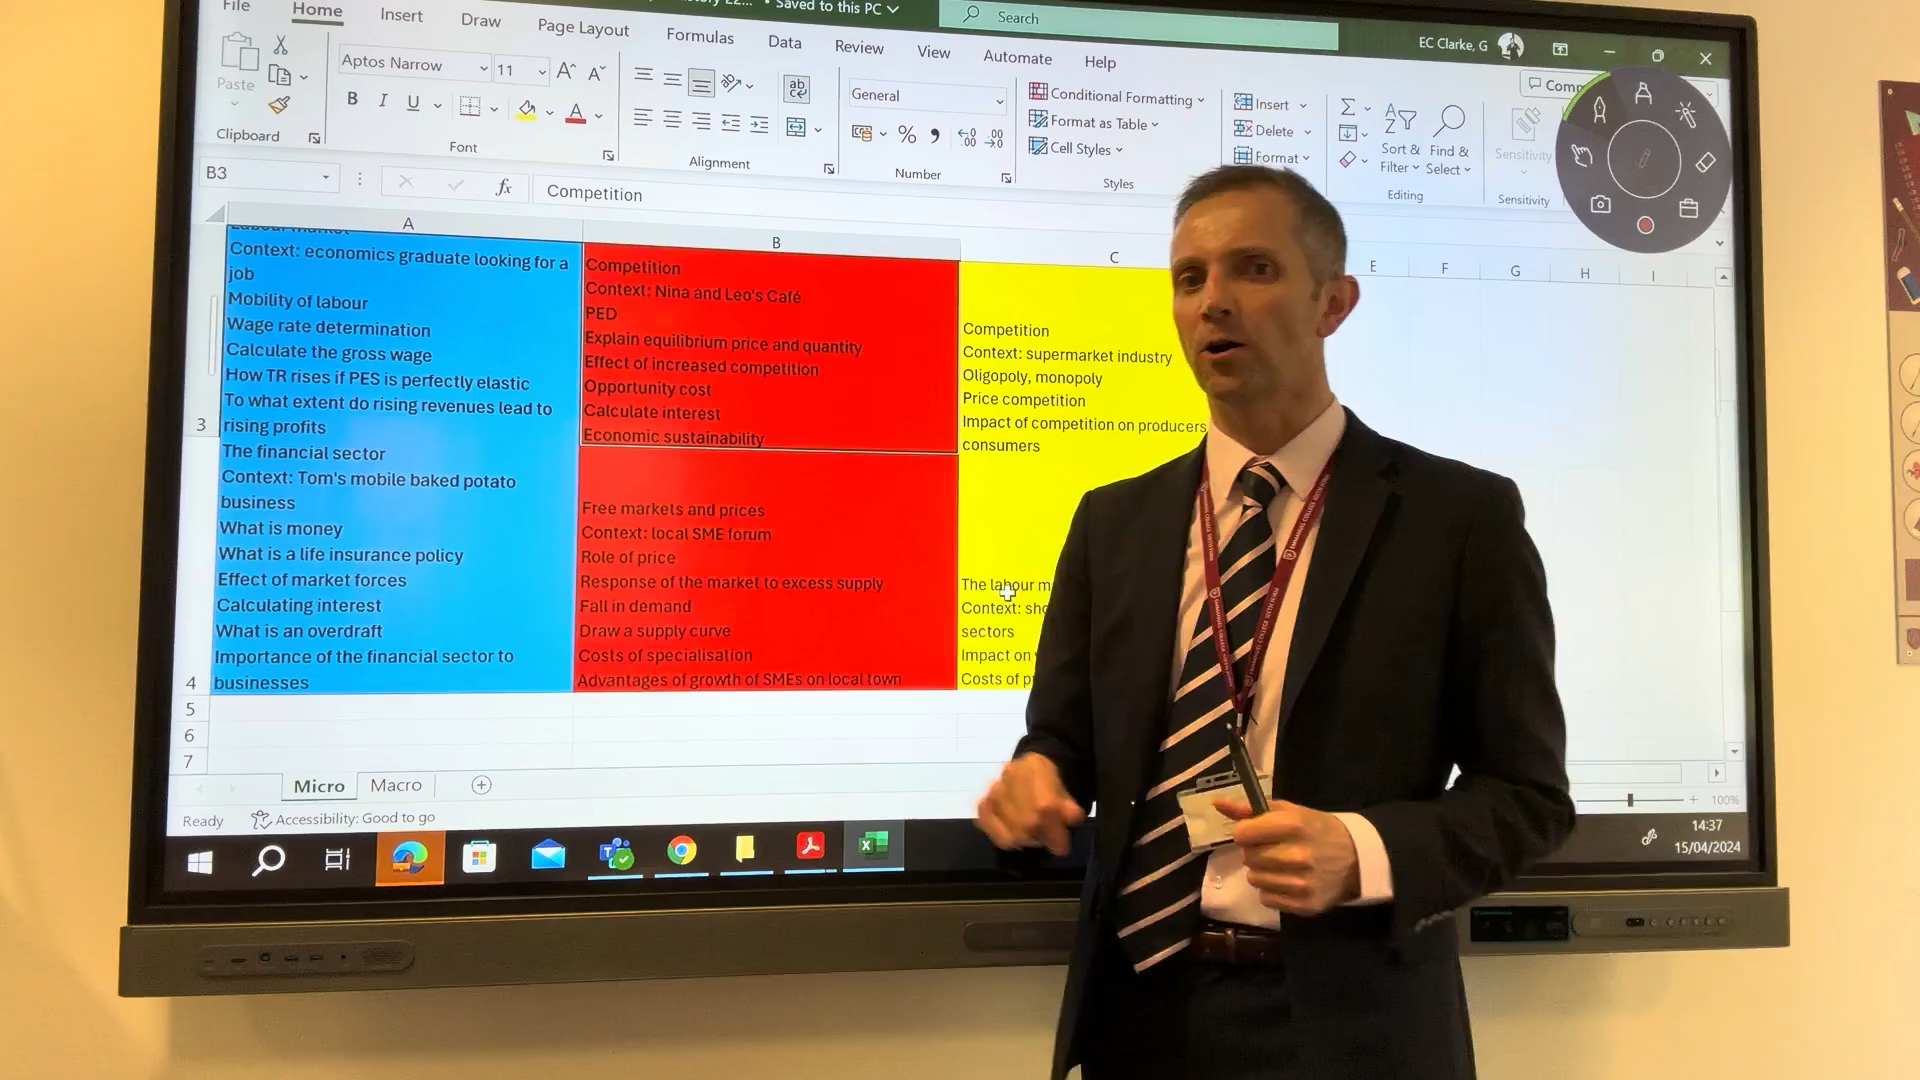 Saved to this PC
Search
EC Clarke, G
File
Home
Insert
Draw
Page Layout
Formulas
Data
Review
View
Automate
Help
Paste
Clipboard
Aptos Narrow
11
B I U
Font
Alignment
General
Number
Conditional Formatting
Format as Table
Cell Styles
Styles
Insert
Delete
Format
Sort & Filter
Find & Select
Editing
Sensitivity
Sensitivity
B3
fx
Competition
A
B
C
E
F
G
H
I
Labour market
Context: economics graduate looking for a
job
Mobility of labour
Wage rate determination
Calculate the gross wage
How TR rises if PES is perfectly elastic
To what extent do rising revenues lead to
rising profits
3
Competition
Context: Nina and Leo's Café
PED
Explain equilibrium price and quantity
Effect of increased competition
Opportunity cost
Calculate interest
Economic sustainability
Competition
Context: supermarket industry
Oligopoly, monopoly
Price competition
Impact of competition on producers
consumers
The financial sector
Context: Tom's mobile baked potato
business
What is money
What is a life insurance policy
Effect of market forces
Calculating interest
What is an overdraft
Importance of the financial sector to
businesses
4
Free markets and prices
Context: local SME forum
Role of price
Response of the market to excess supply
Fall in demand
Draw a supply curve
Costs of specialisation
Advantages of growth of SMEs on local town
The labour m
Context: sho
sectors
Impact on
Costs of p
5
6
7
Micro
Macro
Ready
Accessibility: Good to go
100%
14:37
15/04/2024
EMMANUEL COLLEGE SIXTH FORM